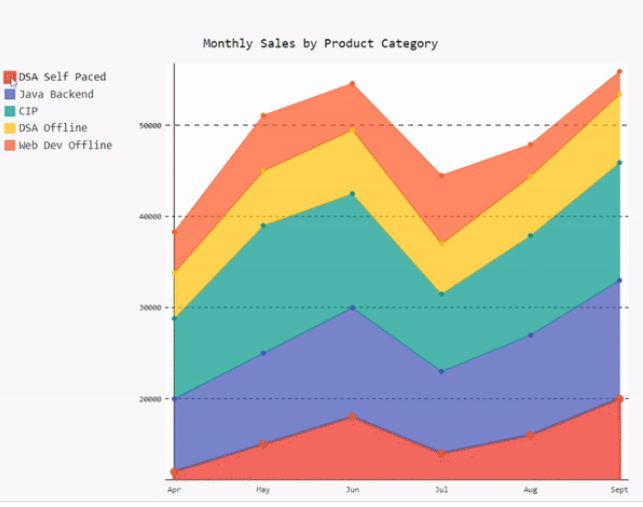 Monthly Sales by Product Category
DSA Self Paced
Java Backend
CIP
DSA Offline
Web Dev Offline
50000
40000
30000
20000
Apr May Jun Jul Aug Sept